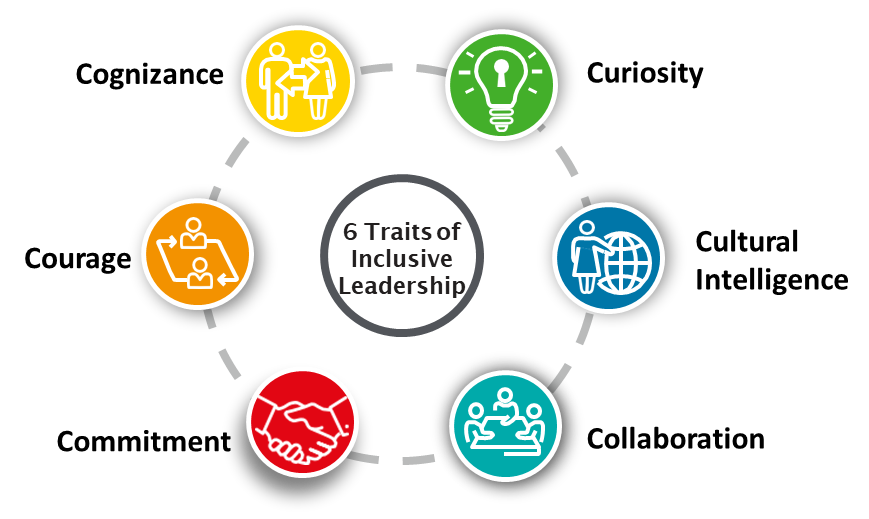 Cognizance
Curiosity
6 Traits of
Inclusive
Leadership
Courage
Cultural
Intelligence
Commitment
Collaboration